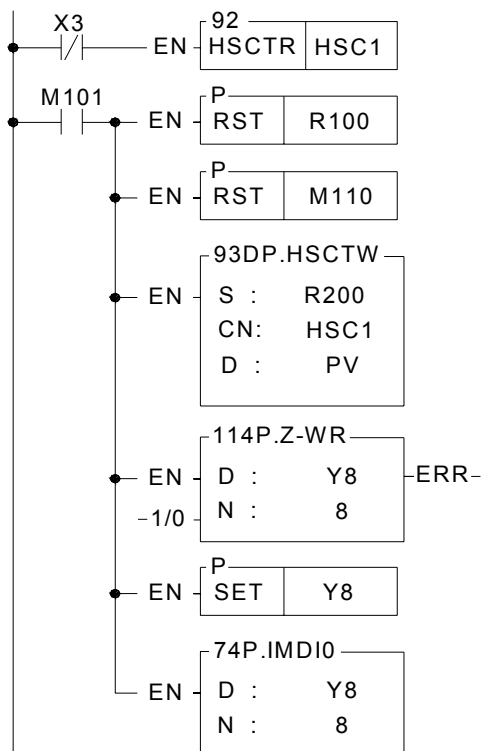 X3
92
EN HSCTR HSC1
M101
P
EN RST R100
P
EN RST M110
93DP.HSCTW
EN S : R200
CN: HSC1
D : PV
114P.Z-WR
EN D : Y8 ERR
1/0 N : 8
P
EN SET Y8
74P.IMDI0
EN D : Y8
N : 8